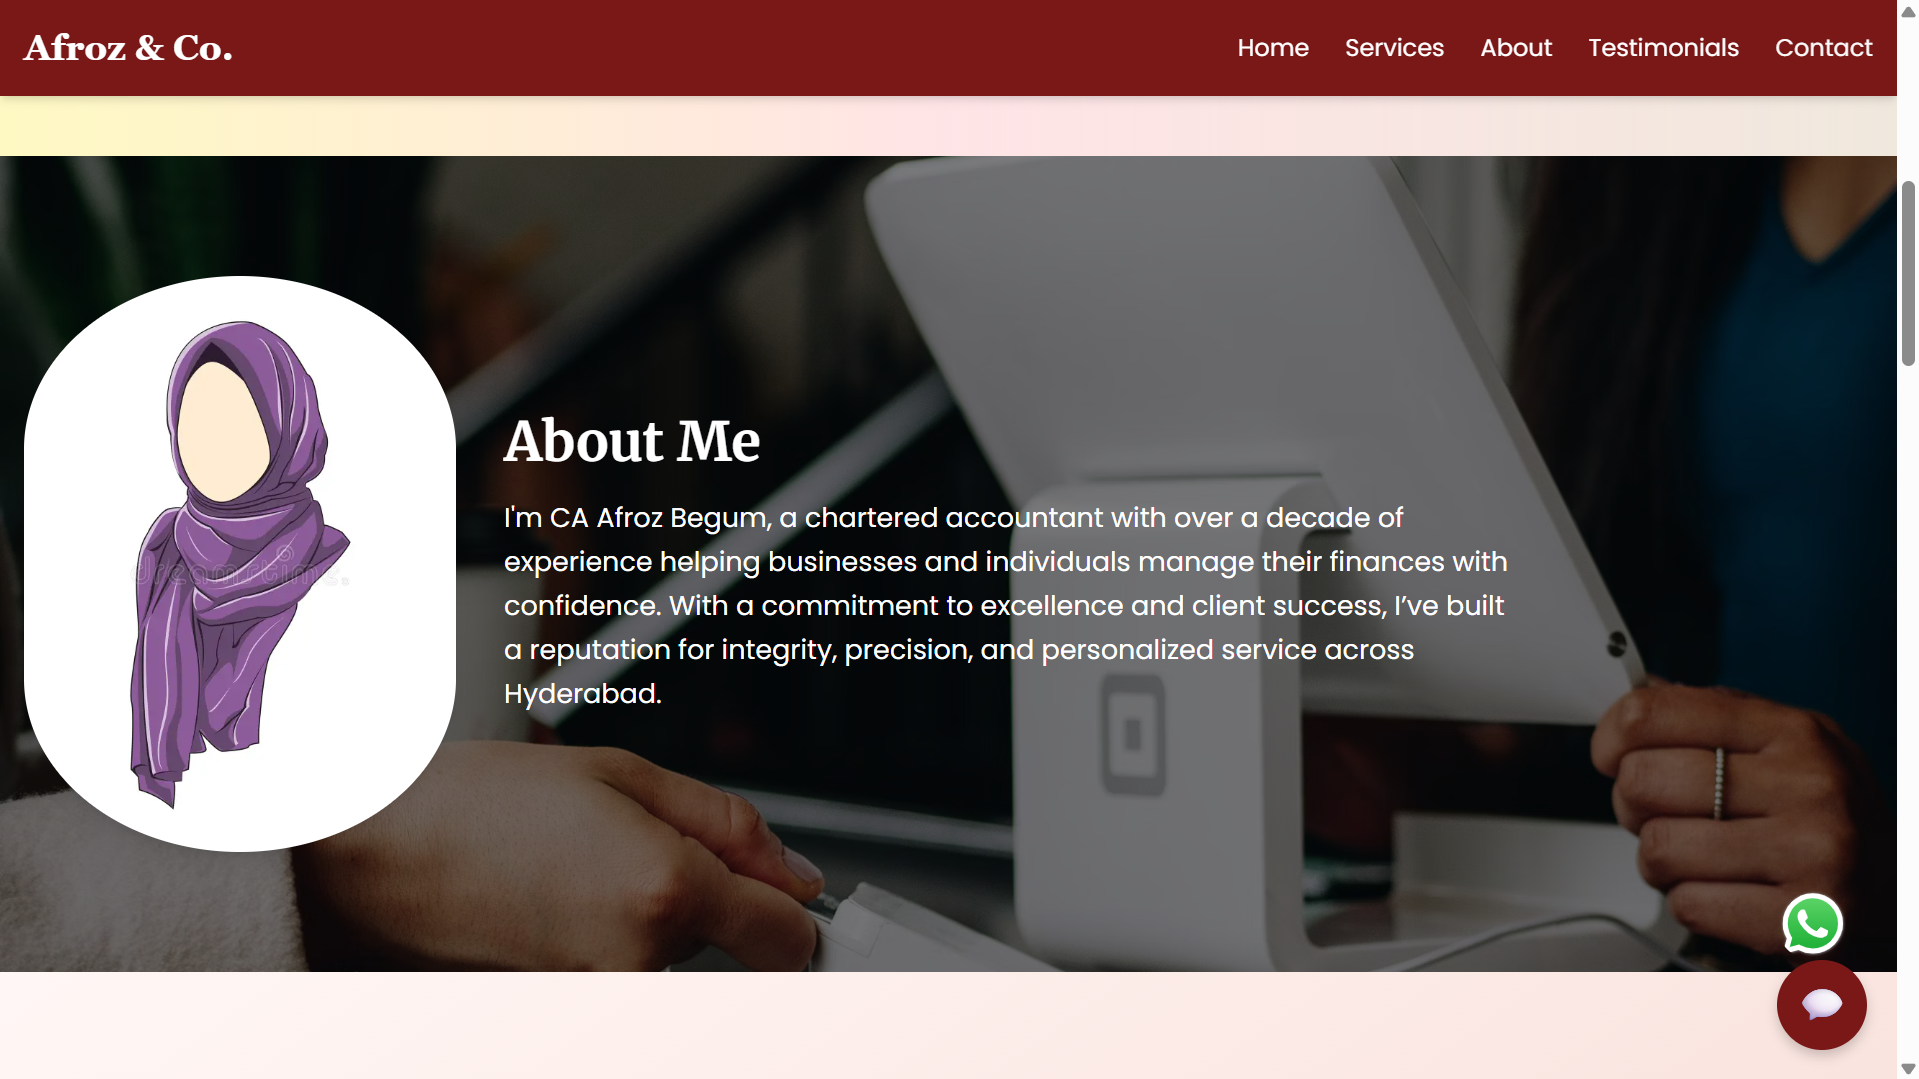 Afroz & Co.
Home Services About Testimonials Contact
About Me
I'm CA Afroz Begum, a chartered accountant with over a decade of
experience helping businesses and individuals manage their finances with
confidence. With a commitment to excellence and client success, I’ve built
a reputation for integrity, precision, and personalized service across
Hyderabad.
dreamstime.